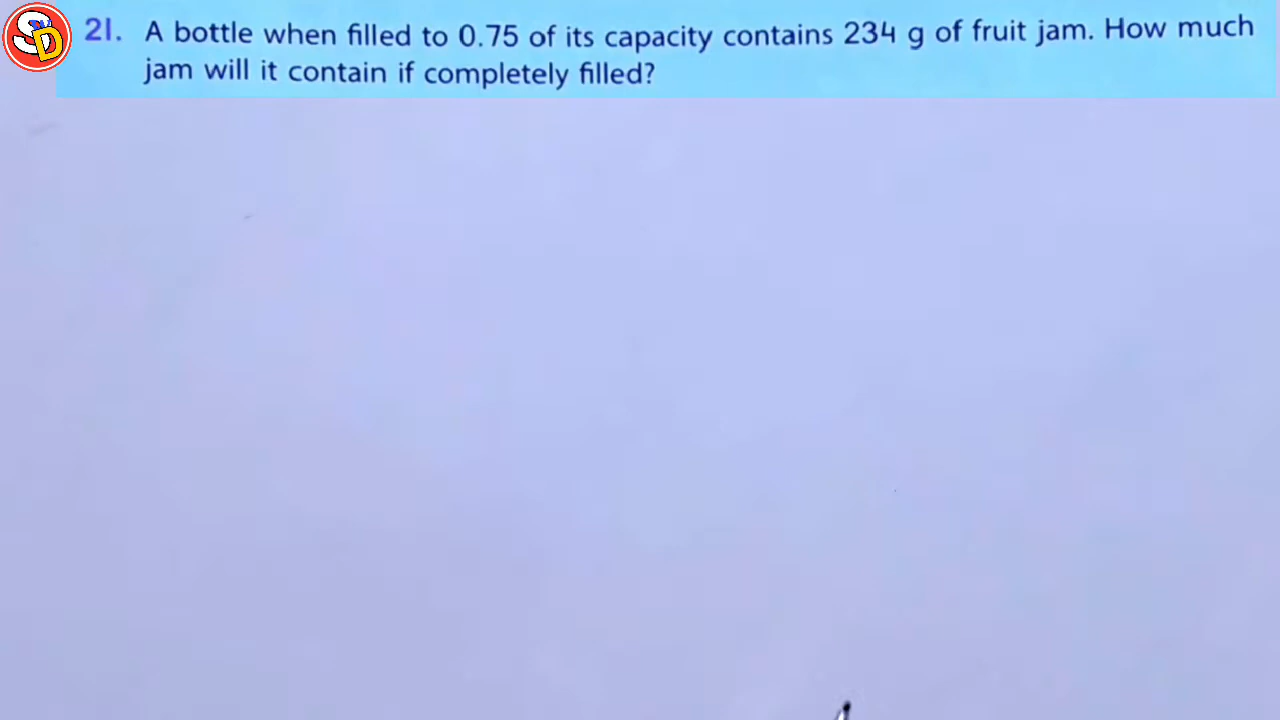 SD
21. A bottle when filled to 0.75 of its capacity contains 234 g of fruit jam. How much
jam will it contain if completely filled?